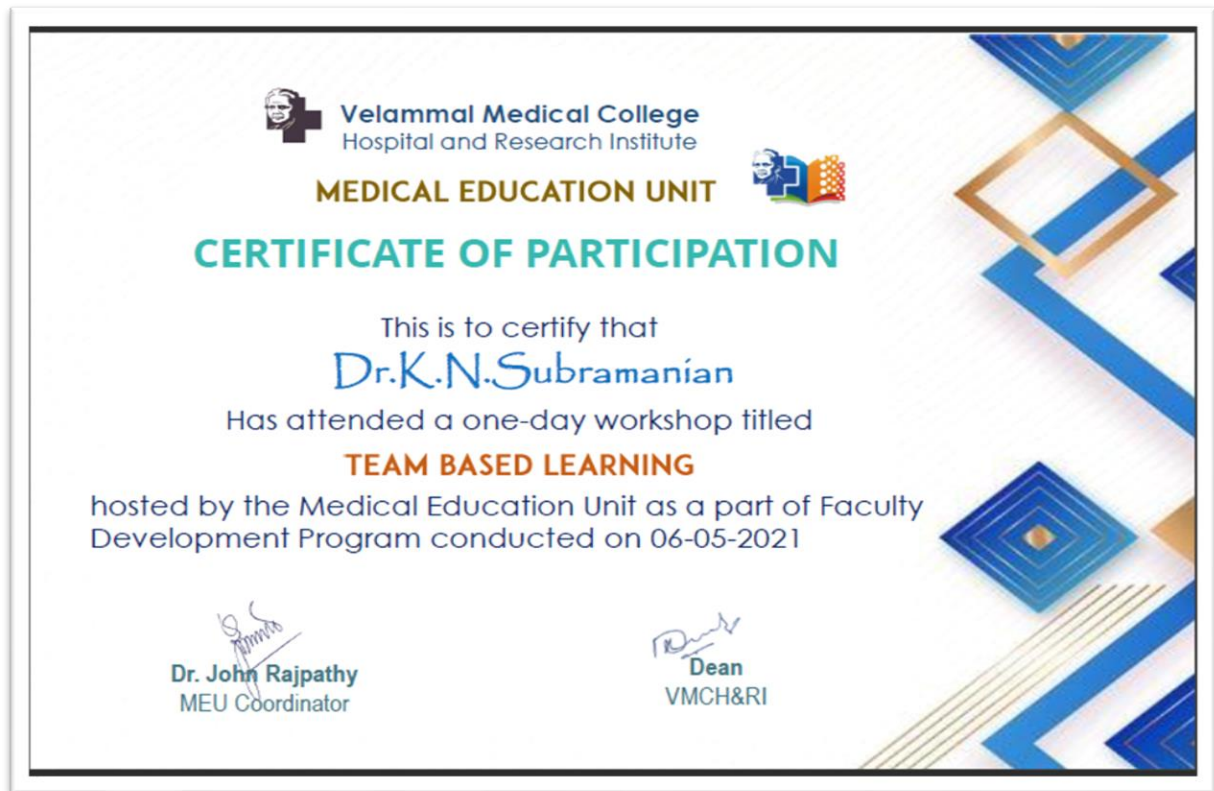 Velammal Medical College
Hospital and Research Institute
MEDICAL EDUCATION UNIT
CERTIFICATE OF PARTICIPATION
This is to certify that
Dr.K.N.Subramanian
Has attended a one-day workshop titled
TEAM BASED LEARNING
hosted by the Medical Education Unit as a part of Faculty
Development Program conducted on 06-05-2021
Dr. John Rajpathy
MEU Coordinator
Dean
VMCH&RI